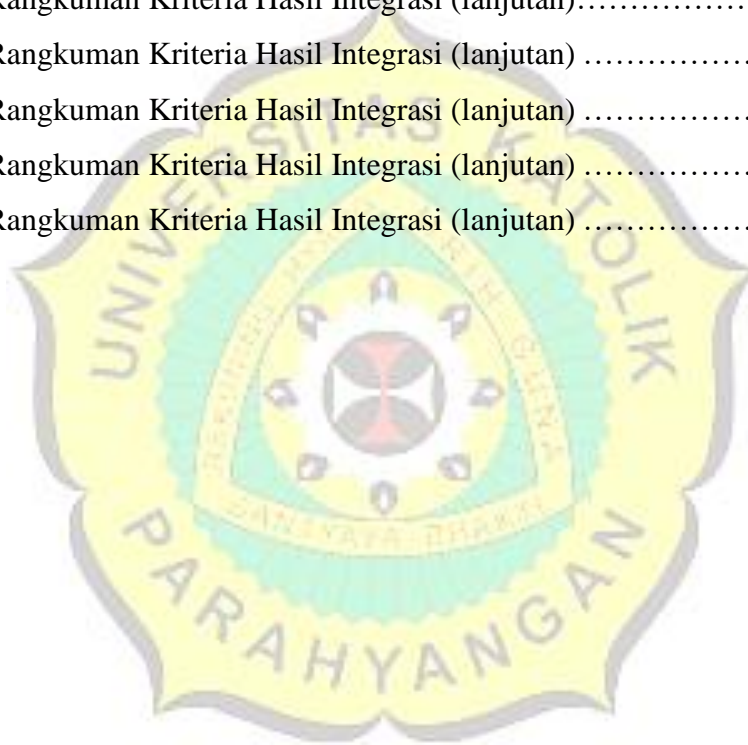 Rangkuman Kriteria Hasil Integrasi (lanjutan)………………
Rangkuman Kriteria Hasil Integrasi (lanjutan) ………………
Rangkuman Kriteria Hasil Integrasi (lanjutan) ………………
Rangkuman Kriteria Hasil Integrasi (lanjutan) ………………
Rangkuman Kriteria Hasil Integrasi (lanjutan) ………………
UNIVERSITAS KATOLIK
PARAHYANGAN